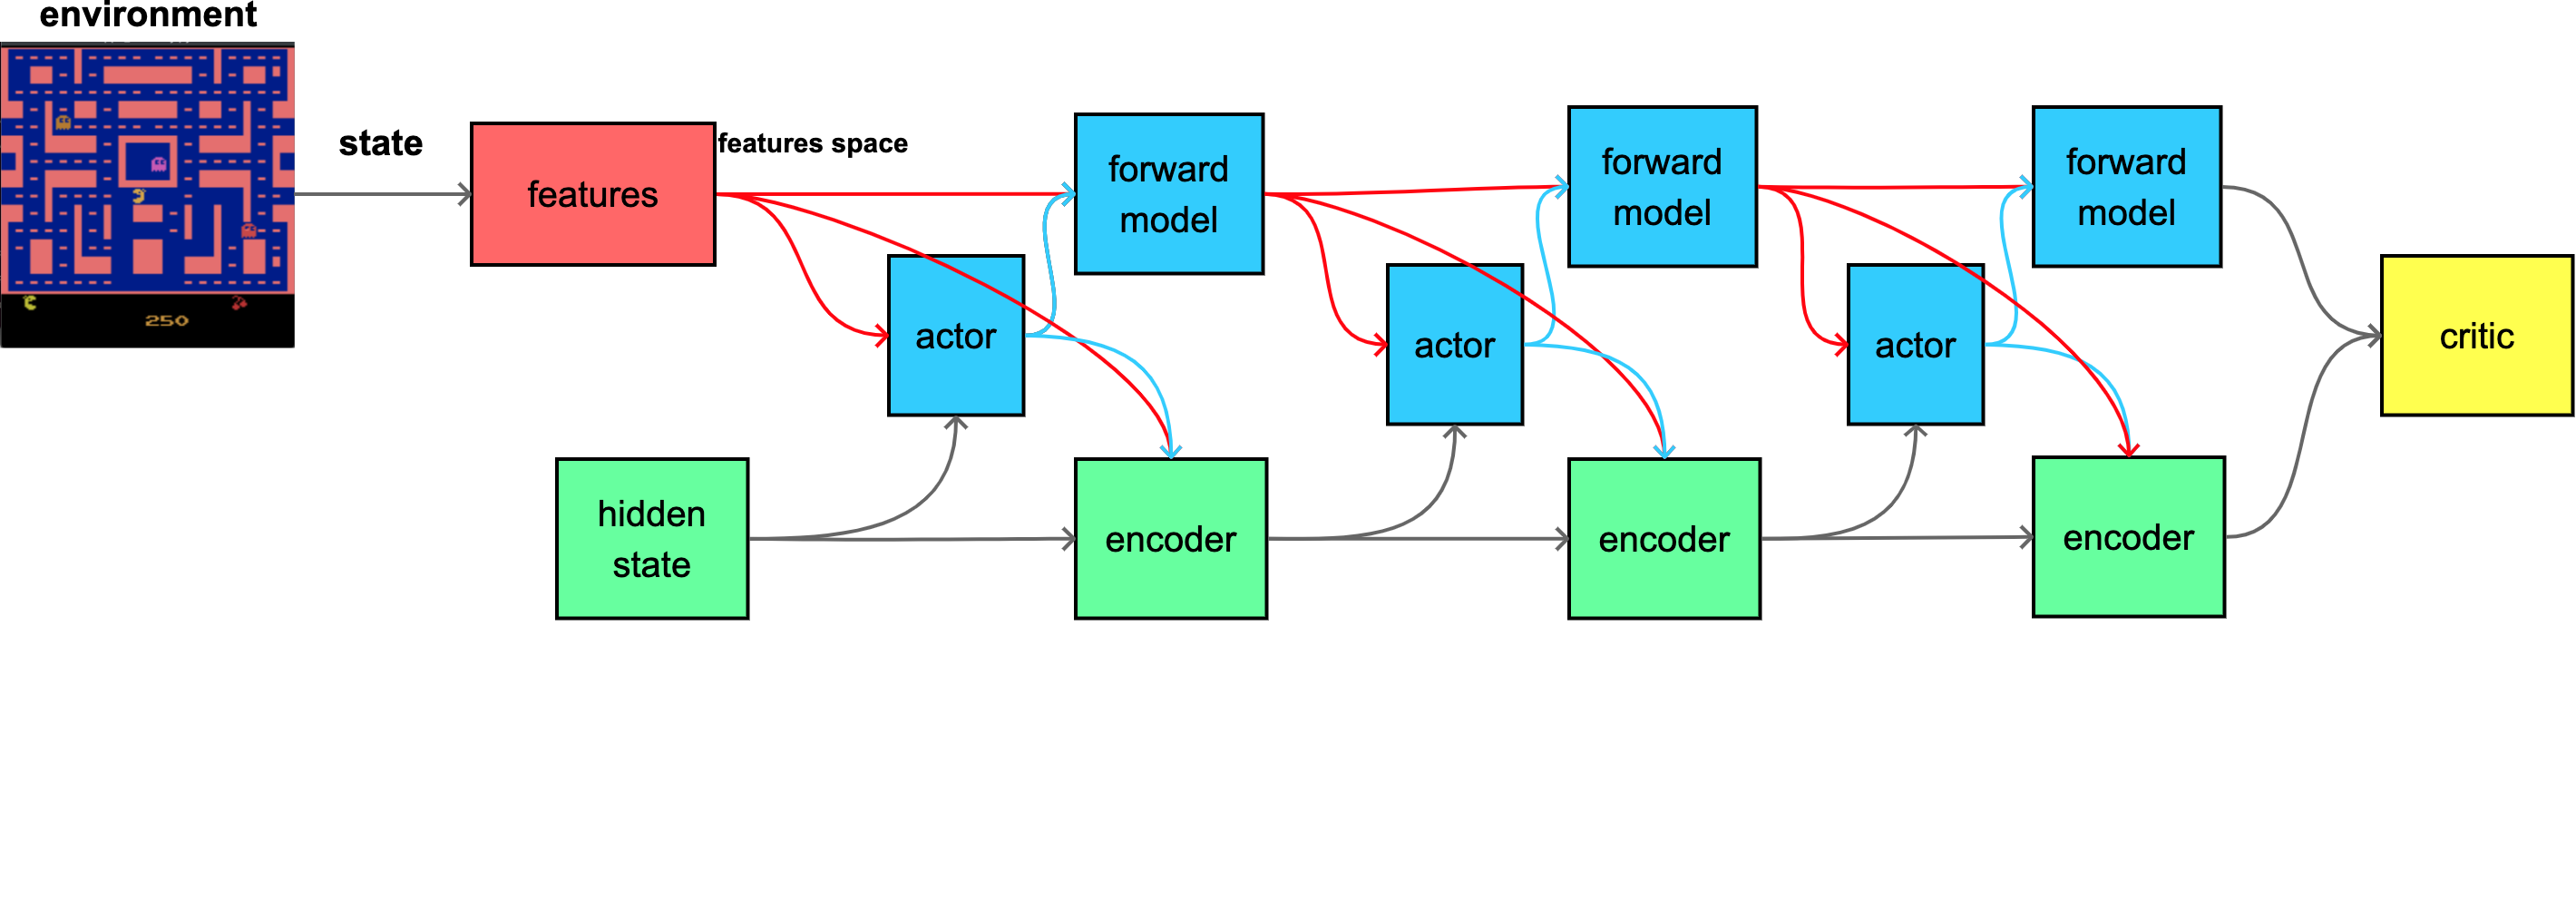 environment
state
features
features space
forward
model
forward
model
forward
model
actor
actor
actor
critic
250
hidden
state
encoder
encoder
encoder